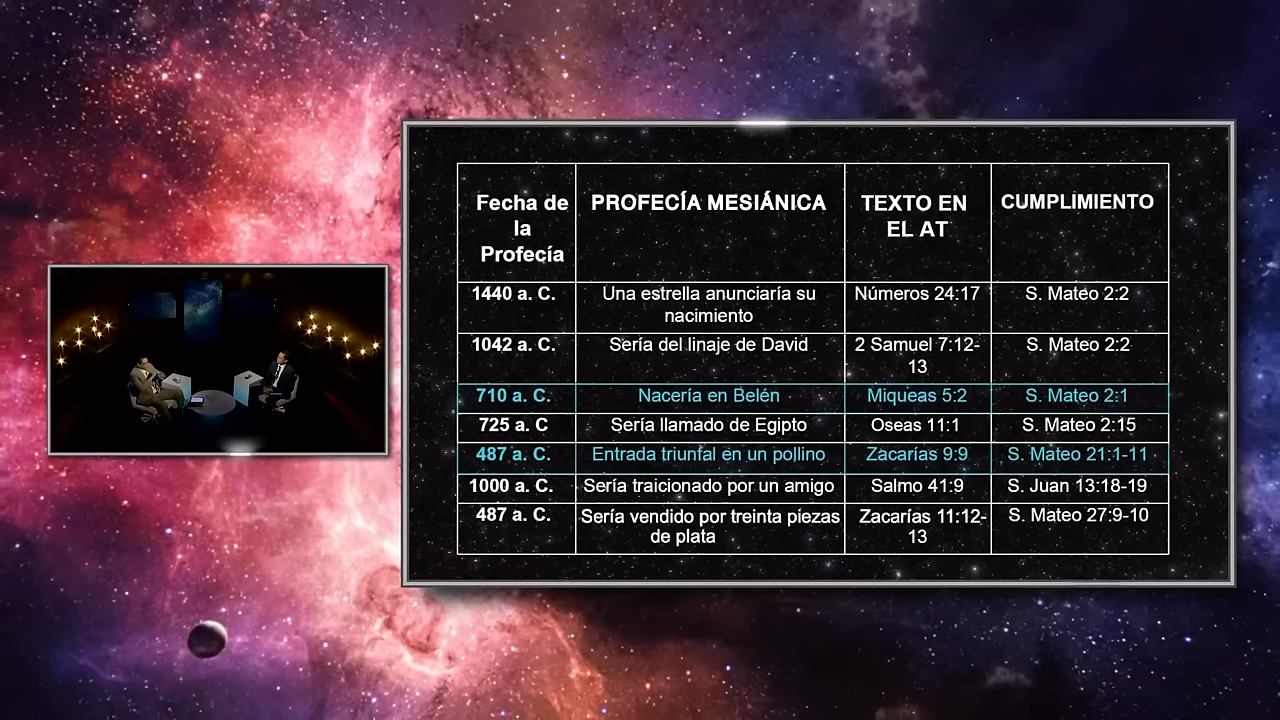 Fecha de la Profecía PROFECÍA MESIÁNICA TEXTO EN EL AT CUMPLIMIENTO
1440 a. C. Una estrella anunciaría su nacimiento Números 24:17 S. Mateo 2:2
1042 a. C. Sería del linaje de David 2 Samuel 7:12-13 S. Mateo 2:2
710 a. C. Nacería en Belén Miqueas 5:2 S. Mateo 2:1
725 a. C Sería llamado de Egipto Oseas 11:1 S. Mateo 2:15
487 a. C. Entrada triunfal en un pollino Zacarías 9:9 S. Mateo 21:1-11
1000 a. C. Sería traicionado por un amigo Salmo 41:9 S. Juan 13:18-19
487 a. C. Sería vendido por treinta piezas de plata Zacarías 11:12-13 S. Mateo 27:9-10